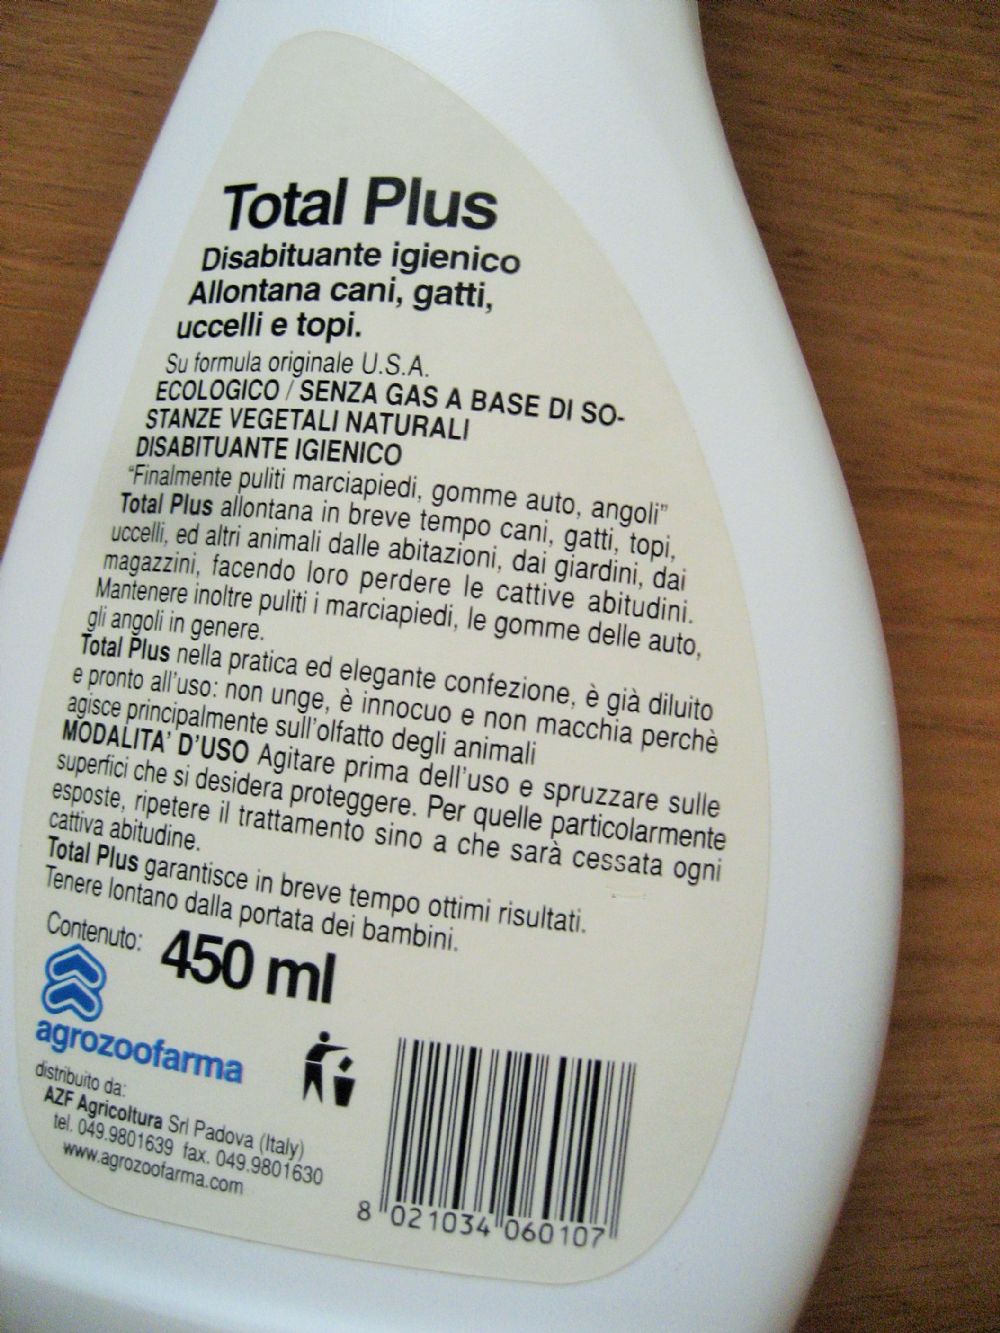 Total Plus
Disabituante igienico
Allontana cani, gatti,
uccelli e topi.
Su formula originale U.S.A.
ECOLOGICO / SENZA GAS A BASE DI SO-
STANZE VEGETALI NATURALI
DISABITUANTE IGIENICO
"Finalmente puliti marciapiedi, gomme auto, angoli"
Total Plus allontana in breve tempo cani, gatti, topi,
uccelli, ed altri animali dalle abitazioni, dai giardini, dai
magazzini, facendo loro perdere le cattive abitudini.
Mantenere inoltre puliti i marciapiedi, le gomme delle auto,
gli angoli in genere.
Total Plus nella pratica ed elegante confezione, è già diluito
e pronto all'uso: non unge, è innocuo e non macchia perchè
agisce principalmente sull'olfatto degli animali
MODALITA' D'USO Agitare prima dell'uso e spruzzare sulle
superfici che si desidera proteggere. Per quelle particolarmente
esposte, ripetere il trattamento sino a che sarà cessata ogni
cattiva abitudine.
Total Plus garantisce in breve tempo ottimi risultati.
Tenere lontano dalla portata dei bambini.
Contenuto: 450 ml
agrozoofarma
distribuito da:
AZF Agricoltura Srl Padova (Italy)
tel. 049.9801639 fax. 049.9801630
www.agrozoofarma.com
8 021034 060107